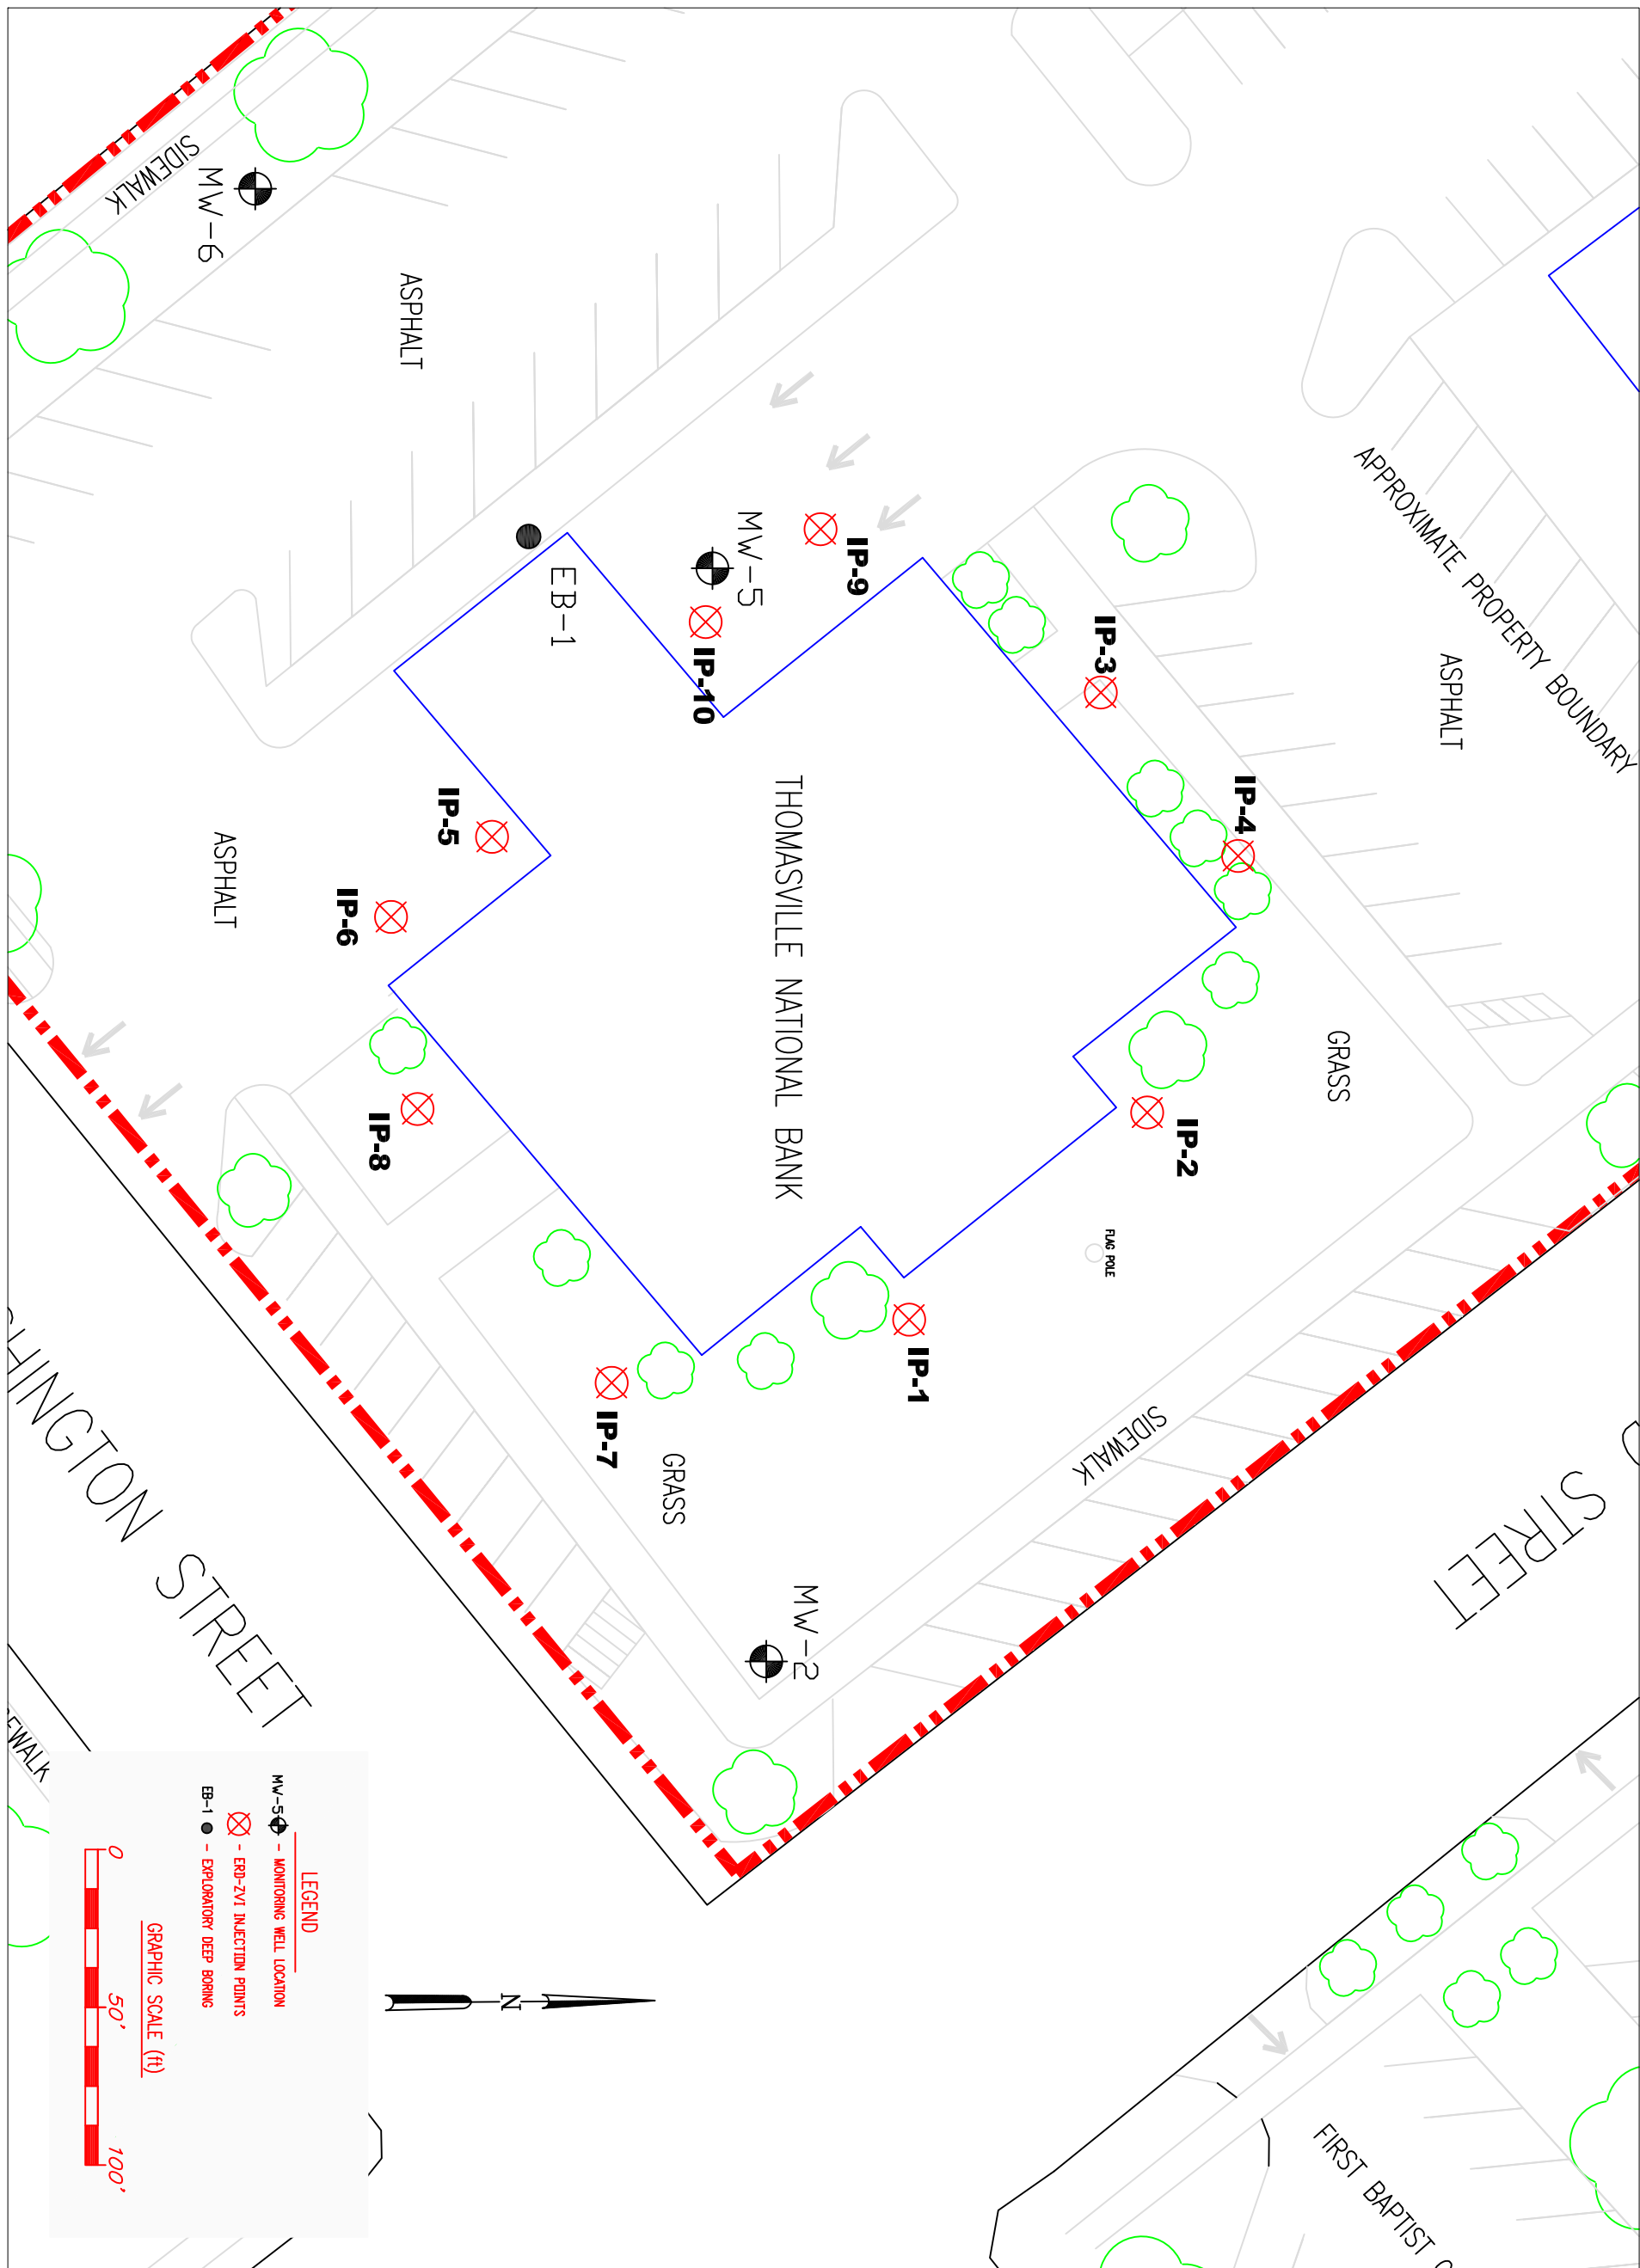 SIDEWALK
MW-6
ASPHALT
APPROXIMATE PROPERTY BOUNDARY
ASPHALT
MW-5
IP-9
EB-1
IP-10
IP-3
IP-4
IP-5
IP-6
ASPHALT
THOMASVILLE NATIONAL BANK
GRASS
IP-2
IP-8
FLAG POLE
IP-1
IP-7
GRASS
SIDEWALK
MW-2
STREET
HINGTON STREET
EWALK
FIRST BAPTIST
N
LEGEND
MW-5 - MONITORING WELL LOCATION
- ERD-ZVI INJECTION POINTS
EB-1 - EXPLORATORY DEEP BORING
GRAPHIC SCALE (ft)
0 50' 100'